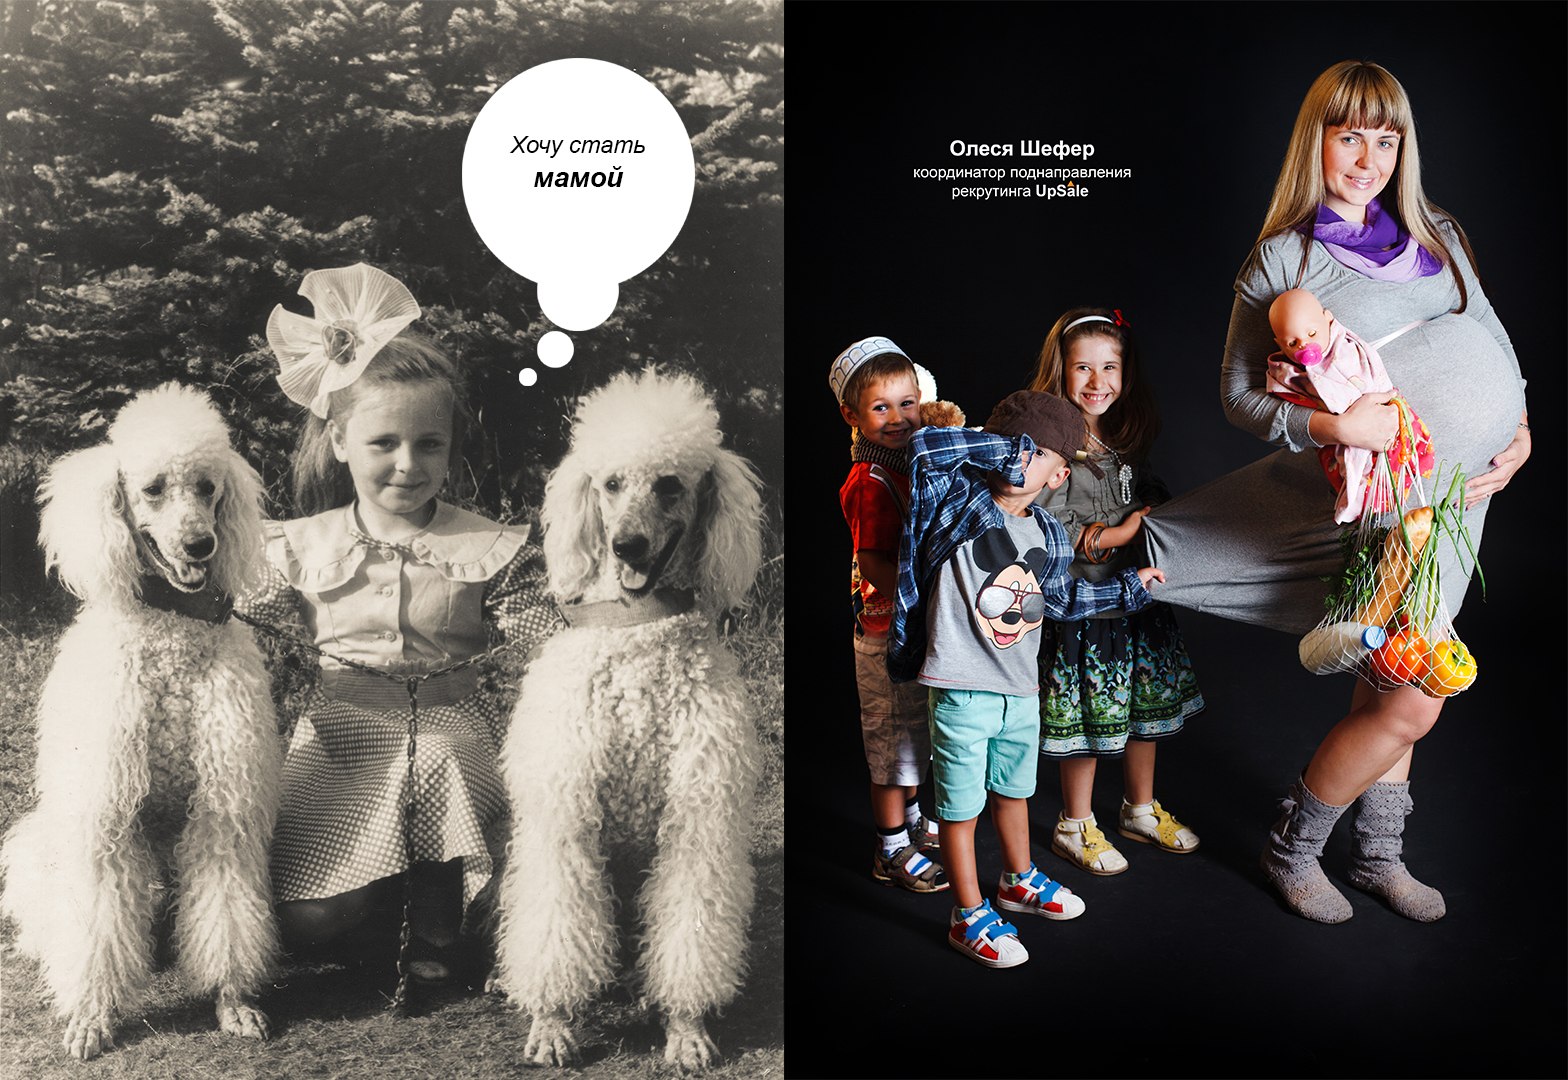 Хочу стать
мамой
Олеся Шефер
координатор поднаправления
рекрутинга UpSale